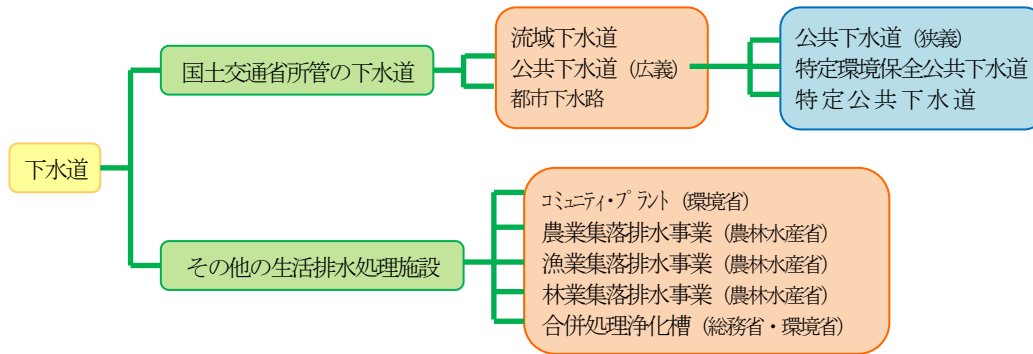 下水道
国土交通省所管の下水道
流域下水道
公共下水道（広義）
都市下水路
公共下水道（狭義）
特定環境保全公共下水道
特定公共下水道
その他の生活排水処理施設
コミュニティ・プラント（環境省）
農業集落排水事業（農林水産省）
漁業集落排水事業（農林水産省）
林業集落排水事業（農林水産省）
合併処理浄化槽（総務省・環境省）